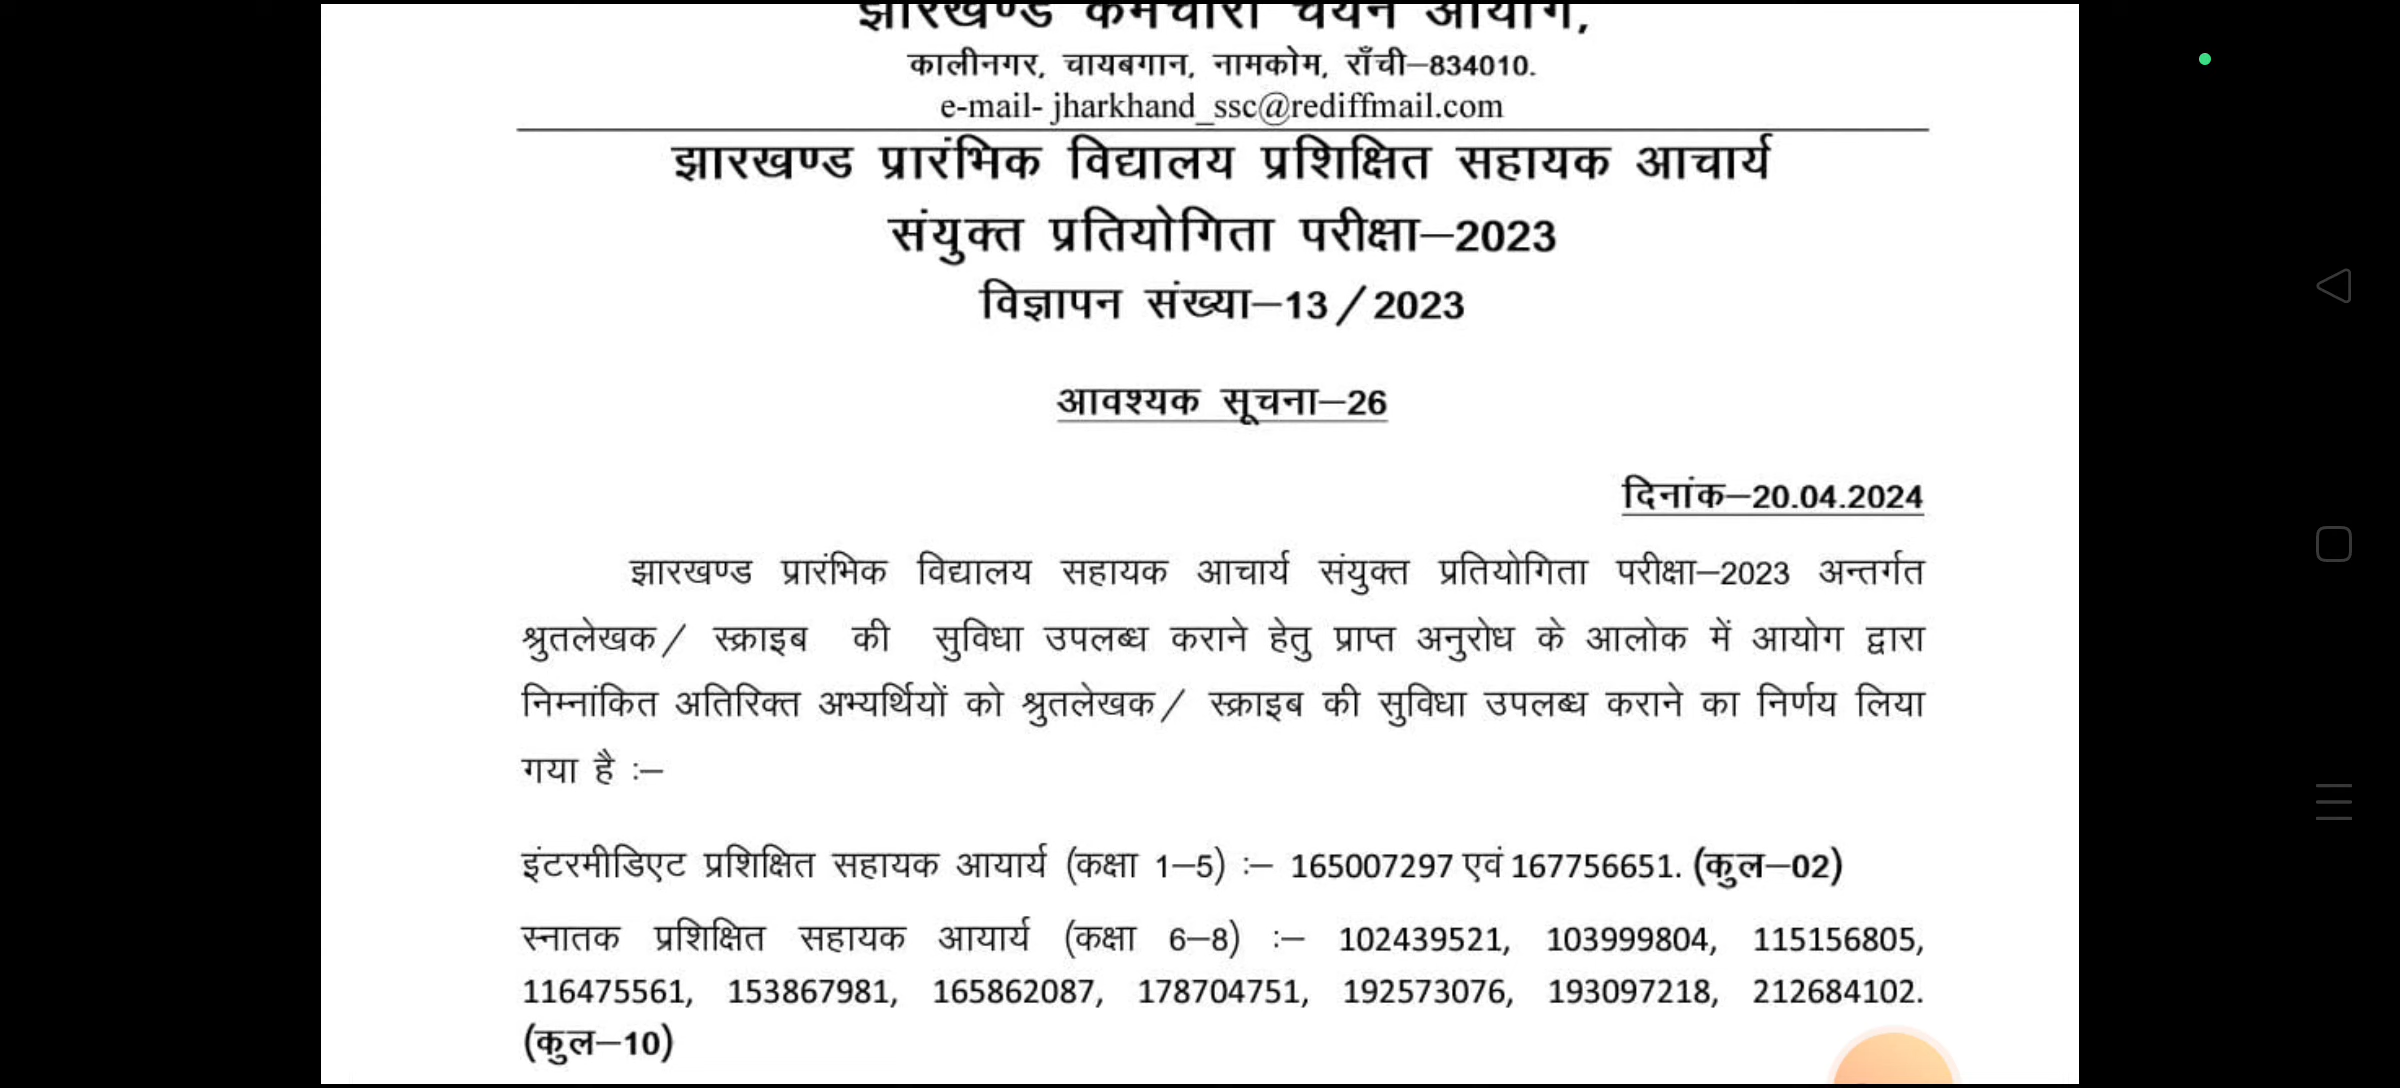 झारखण्ड कर्मचारी चयन आयोग,
कालीनगर, चायबगान, नामकोम, राँची–834010.
e-mail- jharkhand_ssc@rediffmail.com
झारखण्ड प्रारंभिक विद्यालय प्रशिक्षित सहायक आचार्य
संयुक्त प्रतियोगिता परीक्षा–2023
विज्ञापन संख्या–13/2023
आवश्यक सूचना–26
दिनांक–20.04.2024
झारखण्ड प्रारंभिक विद्यालय सहायक आचार्य संयुक्त प्रतियोगिता परीक्षा–2023 अन्तर्गत
श्रुतलेखक/ स्क्राइब की सुविधा उपलब्ध कराने हेतु प्राप्त अनुरोध के आलोक में आयोग द्वारा
निम्नांकित अतिरिक्त अभ्यर्थियों को श्रुतलेखक/ स्क्राइब की सुविधा उपलब्ध कराने का निर्णय लिया
गया है :–
इंटरमीडिएट प्रशिक्षित सहायक आयार्य (कक्षा 1–5) :– 165007297 एवं 167756651. (कुल–02)
स्नातक प्रशिक्षित सहायक आयार्य (कक्षा 6–8) :– 102439521, 103999804, 115156805,
116475561, 153867981, 165862087, 178704751, 192573076, 193097218, 212684102.
(कुल–10)